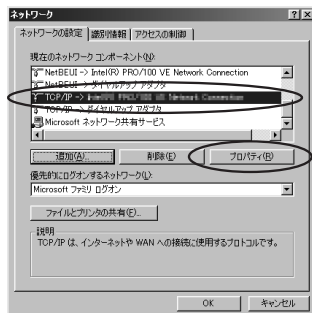 ネットワーク
ネットワークの設定 識別情報 アクセスの制御
現在のネットワーク コンポーネント(N):
NetBEUI -> Intel(R) PRO/100 VE Network Connection
NetBEUI -> ダイヤルアップ アダプタ
TCP/IP -> Intel(R) PRO/100 VE Network Connection
TCP/IP -> ダイヤルアップ アダプタ
Microsoft ネットワーク共有サービス
追加(A)... 削除(E) プロパティ(R)
優先的にログオンするネットワーク(L):
Microsoft ファミリ ログオン
ファイルとプリンタの共有(F)...
説明
TCP/IP は、インターネットや WAN への接続に使用するプロトコルです。
OK キャンセル